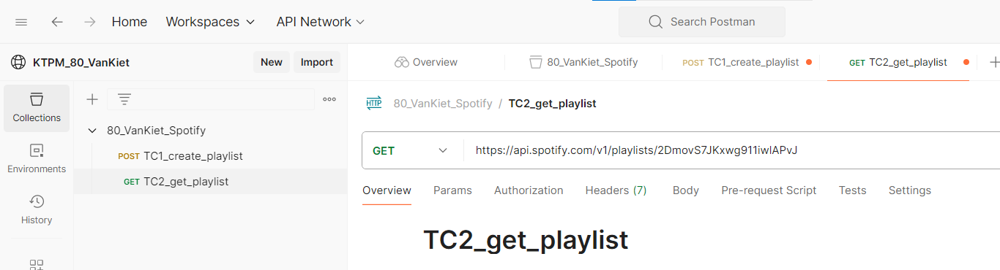 Home Workspaces API Network Search Postman
KTPM_80_VanKiet New Import
Overview 80_VanKiet_Spotify POST TC1_create_playlist GET TC2_get_playlist
Collections
HTTP 80_VanKiet_Spotify / TC2_get_playlist
80_VanKiet_Spotify
GET https://api.spotify.com/v1/playlists/2DmovS7JKxwg911iwlAPvJ
POST TC1_create_playlist
Environments
GET TC2_get_playlist
Overview Params Authorization Headers (7) Body Pre-request Script Tests Settings
History
TC2_get_playlist